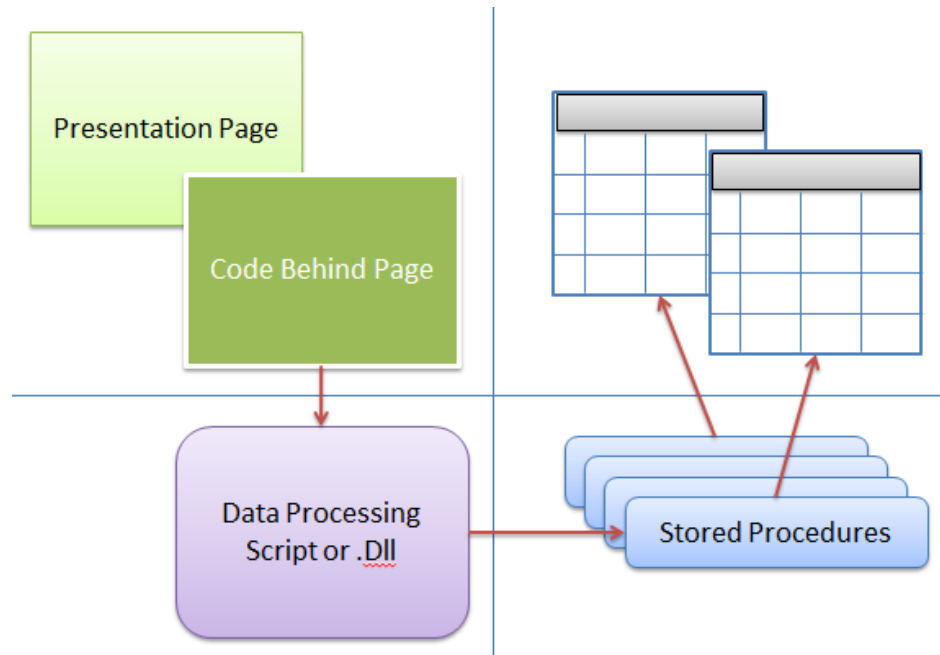 Presentation Page
Code Behind Page
Data Processing
Script or .Dll
Stored Procedures